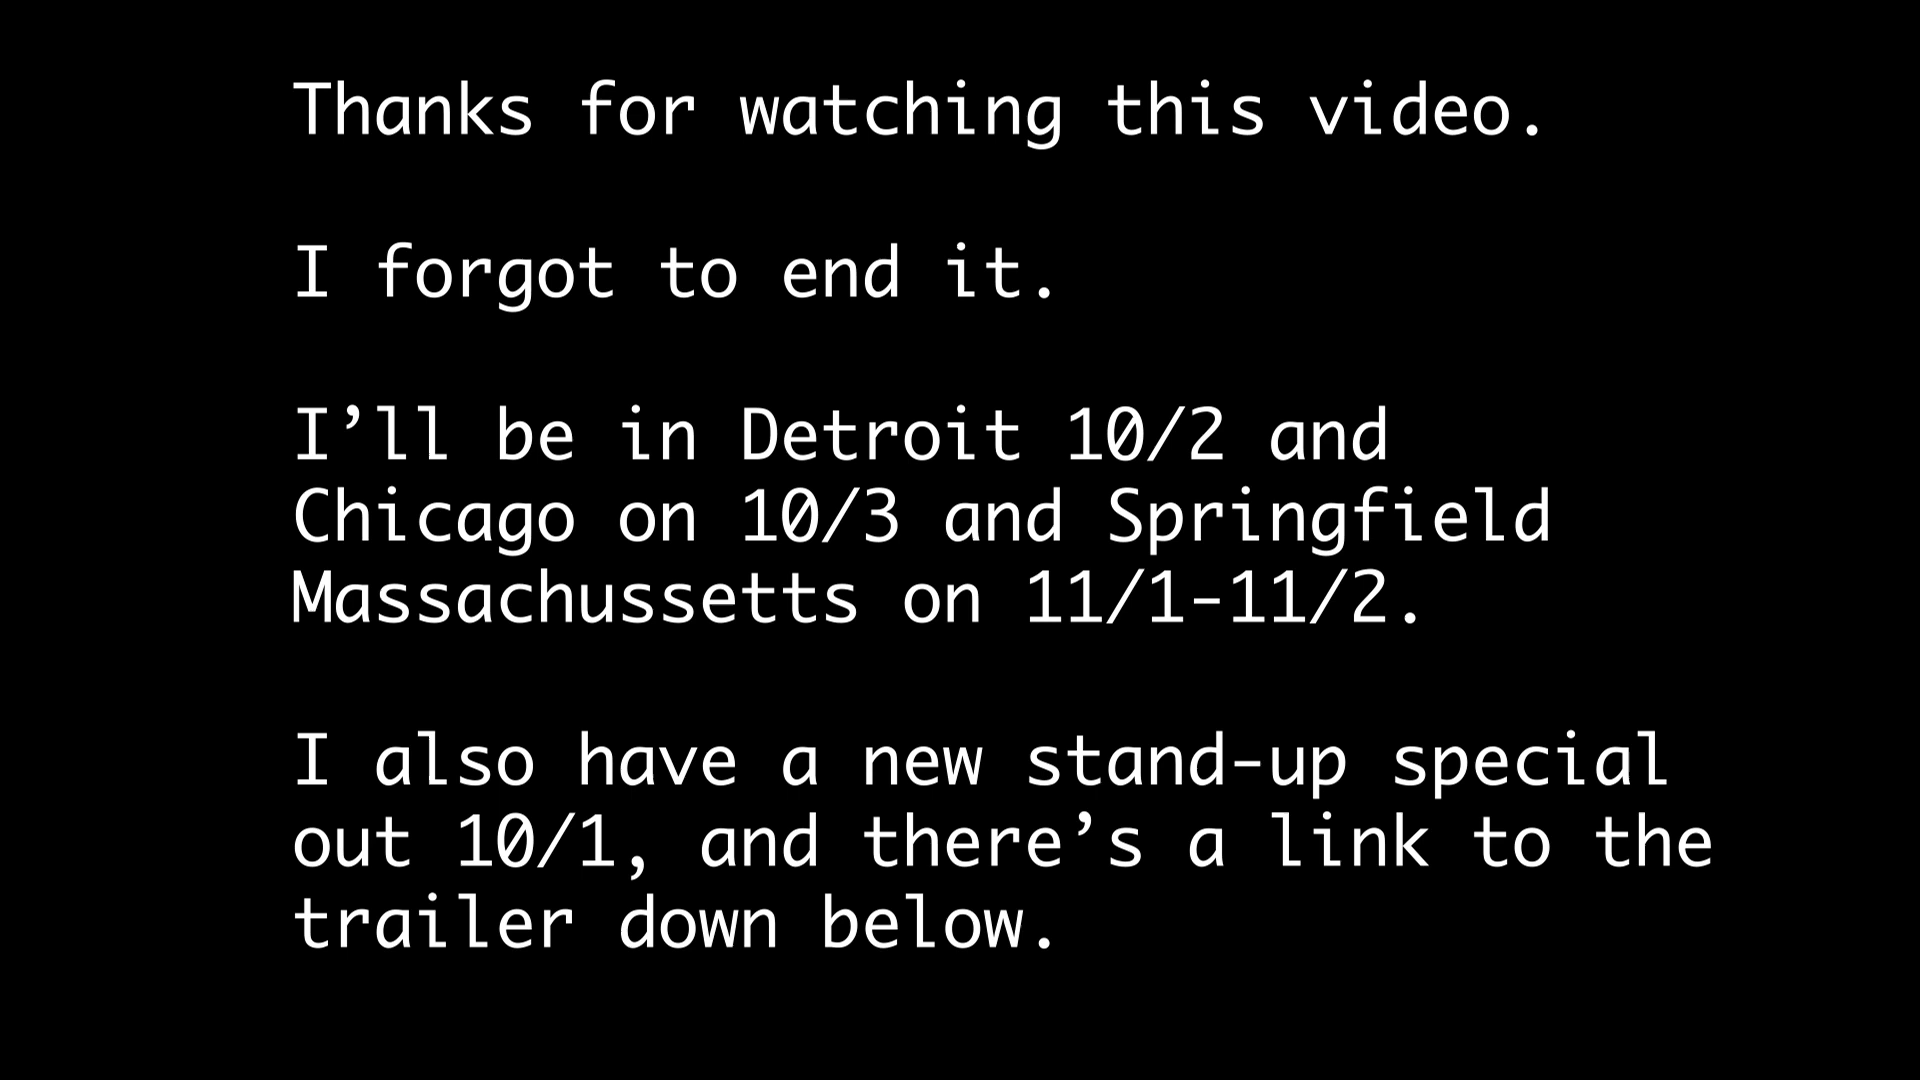 Thanks for watching this video.
I forgot to end it.
I’ll be in Detroit 10/2 and
Chicago on 10/3 and Springfield
Massachussetts on 11/1-11/2.
I also have a new stand-up special
out 10/1, and there’s a link to the
trailer down below.